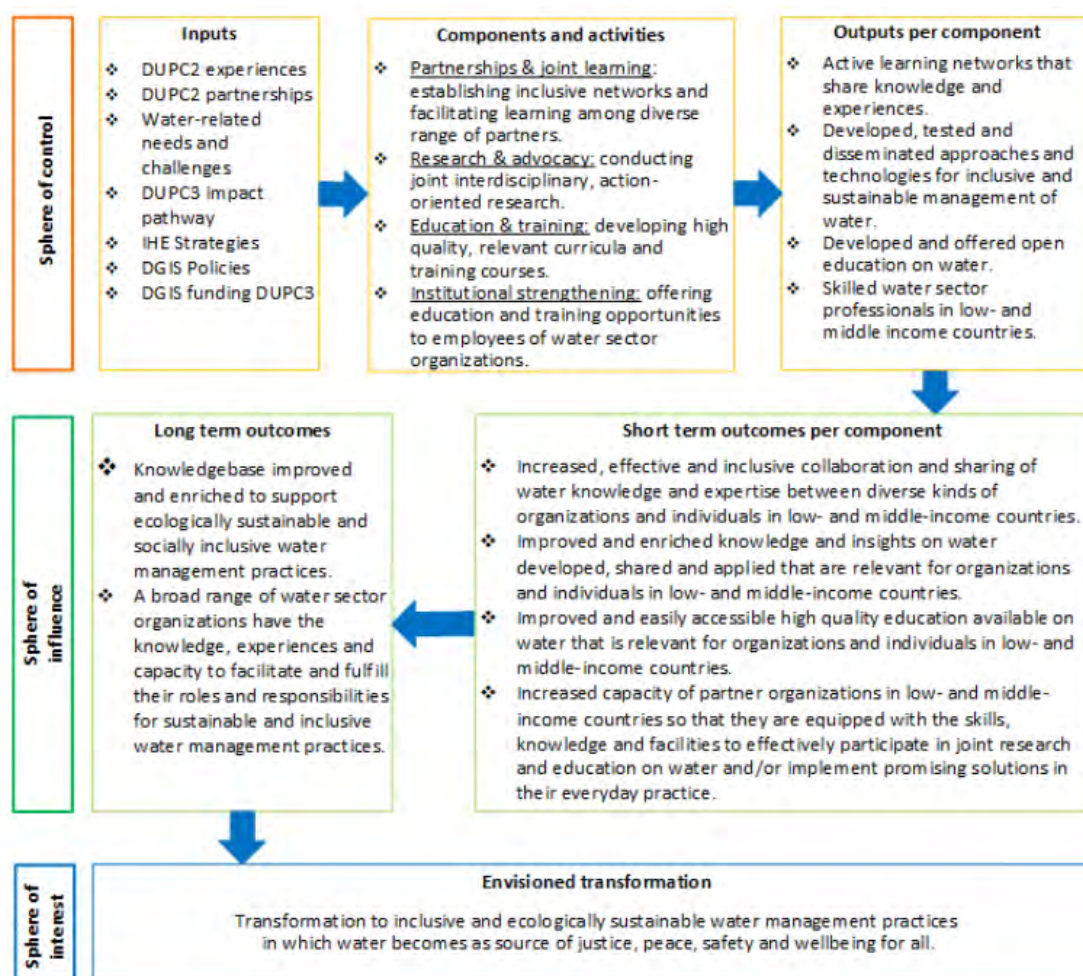 Sphere of control
Inputs
❖ DUPC2 experiences
❖ DUPC2 partnerships
❖ Water-related
needs and
challenges
❖ DUPC3 impact
pathway
❖ IHE Strategies
❖ DGIS Policies
❖ DGIS funding DUPC3
Components and activities
❖ Partnerships & joint learning:
establishing inclusive networks and
facilitating learning among diverse
range of partners.
❖ Research & advocacy: conducting
joint interdisciplinary, action-
oriented research.
❖ Education & training: developing high
quality, relevant curricula and
training courses.
❖ Institutional strengthening: offering
education and training opportunities
to employees of water sector
organizations.
Outputs per component
❖ Active learning networks that
share knowledge and
experiences.
❖ Developed, tested and
disseminated approaches and
technologies for inclusive and
sustainable management of
water.
❖ Developed and offered open
education on water.
❖ Skilled water sector
professionals in low- and
middle income countries.
Sphere of
influence
Long term outcomes
❖ Knowledgebase improved
and enriched to support
ecologically sustainable and
socially inclusive water
management practices.
❖ A broad range of water sector
organizations have the
knowledge, experiences and
capacity to facilitate and fulfill
their roles and responsibilities
for sustainable and inclusive
water management practices.
Short term outcomes per component
❖ Increased, effective and inclusive collaboration and sharing of
water knowledge and expertise between diverse kinds of
organizations and individuals in low- and middle-income countries.
❖ Improved and enriched knowledge and insights on water
developed, shared and applied that are relevant for organizations
and individuals in low- and middle-income countries.
❖ Improved and easily accessible high quality education available on
water that is relevant for organizations and individuals in low- and
middle-income countries.
❖ Increased capacity of partner organizations in low- and middle-
income countries so that they are equipped with the skills,
knowledge and facilities to effectively participate in joint research
and education on water and/or implement promising solutions in
their everyday practice.
Sphere of
interest
Envisioned transformation
Transformation to inclusive and ecologically sustainable water management practices
in which water becomes as source of justice, peace, safety and wellbeing for all.